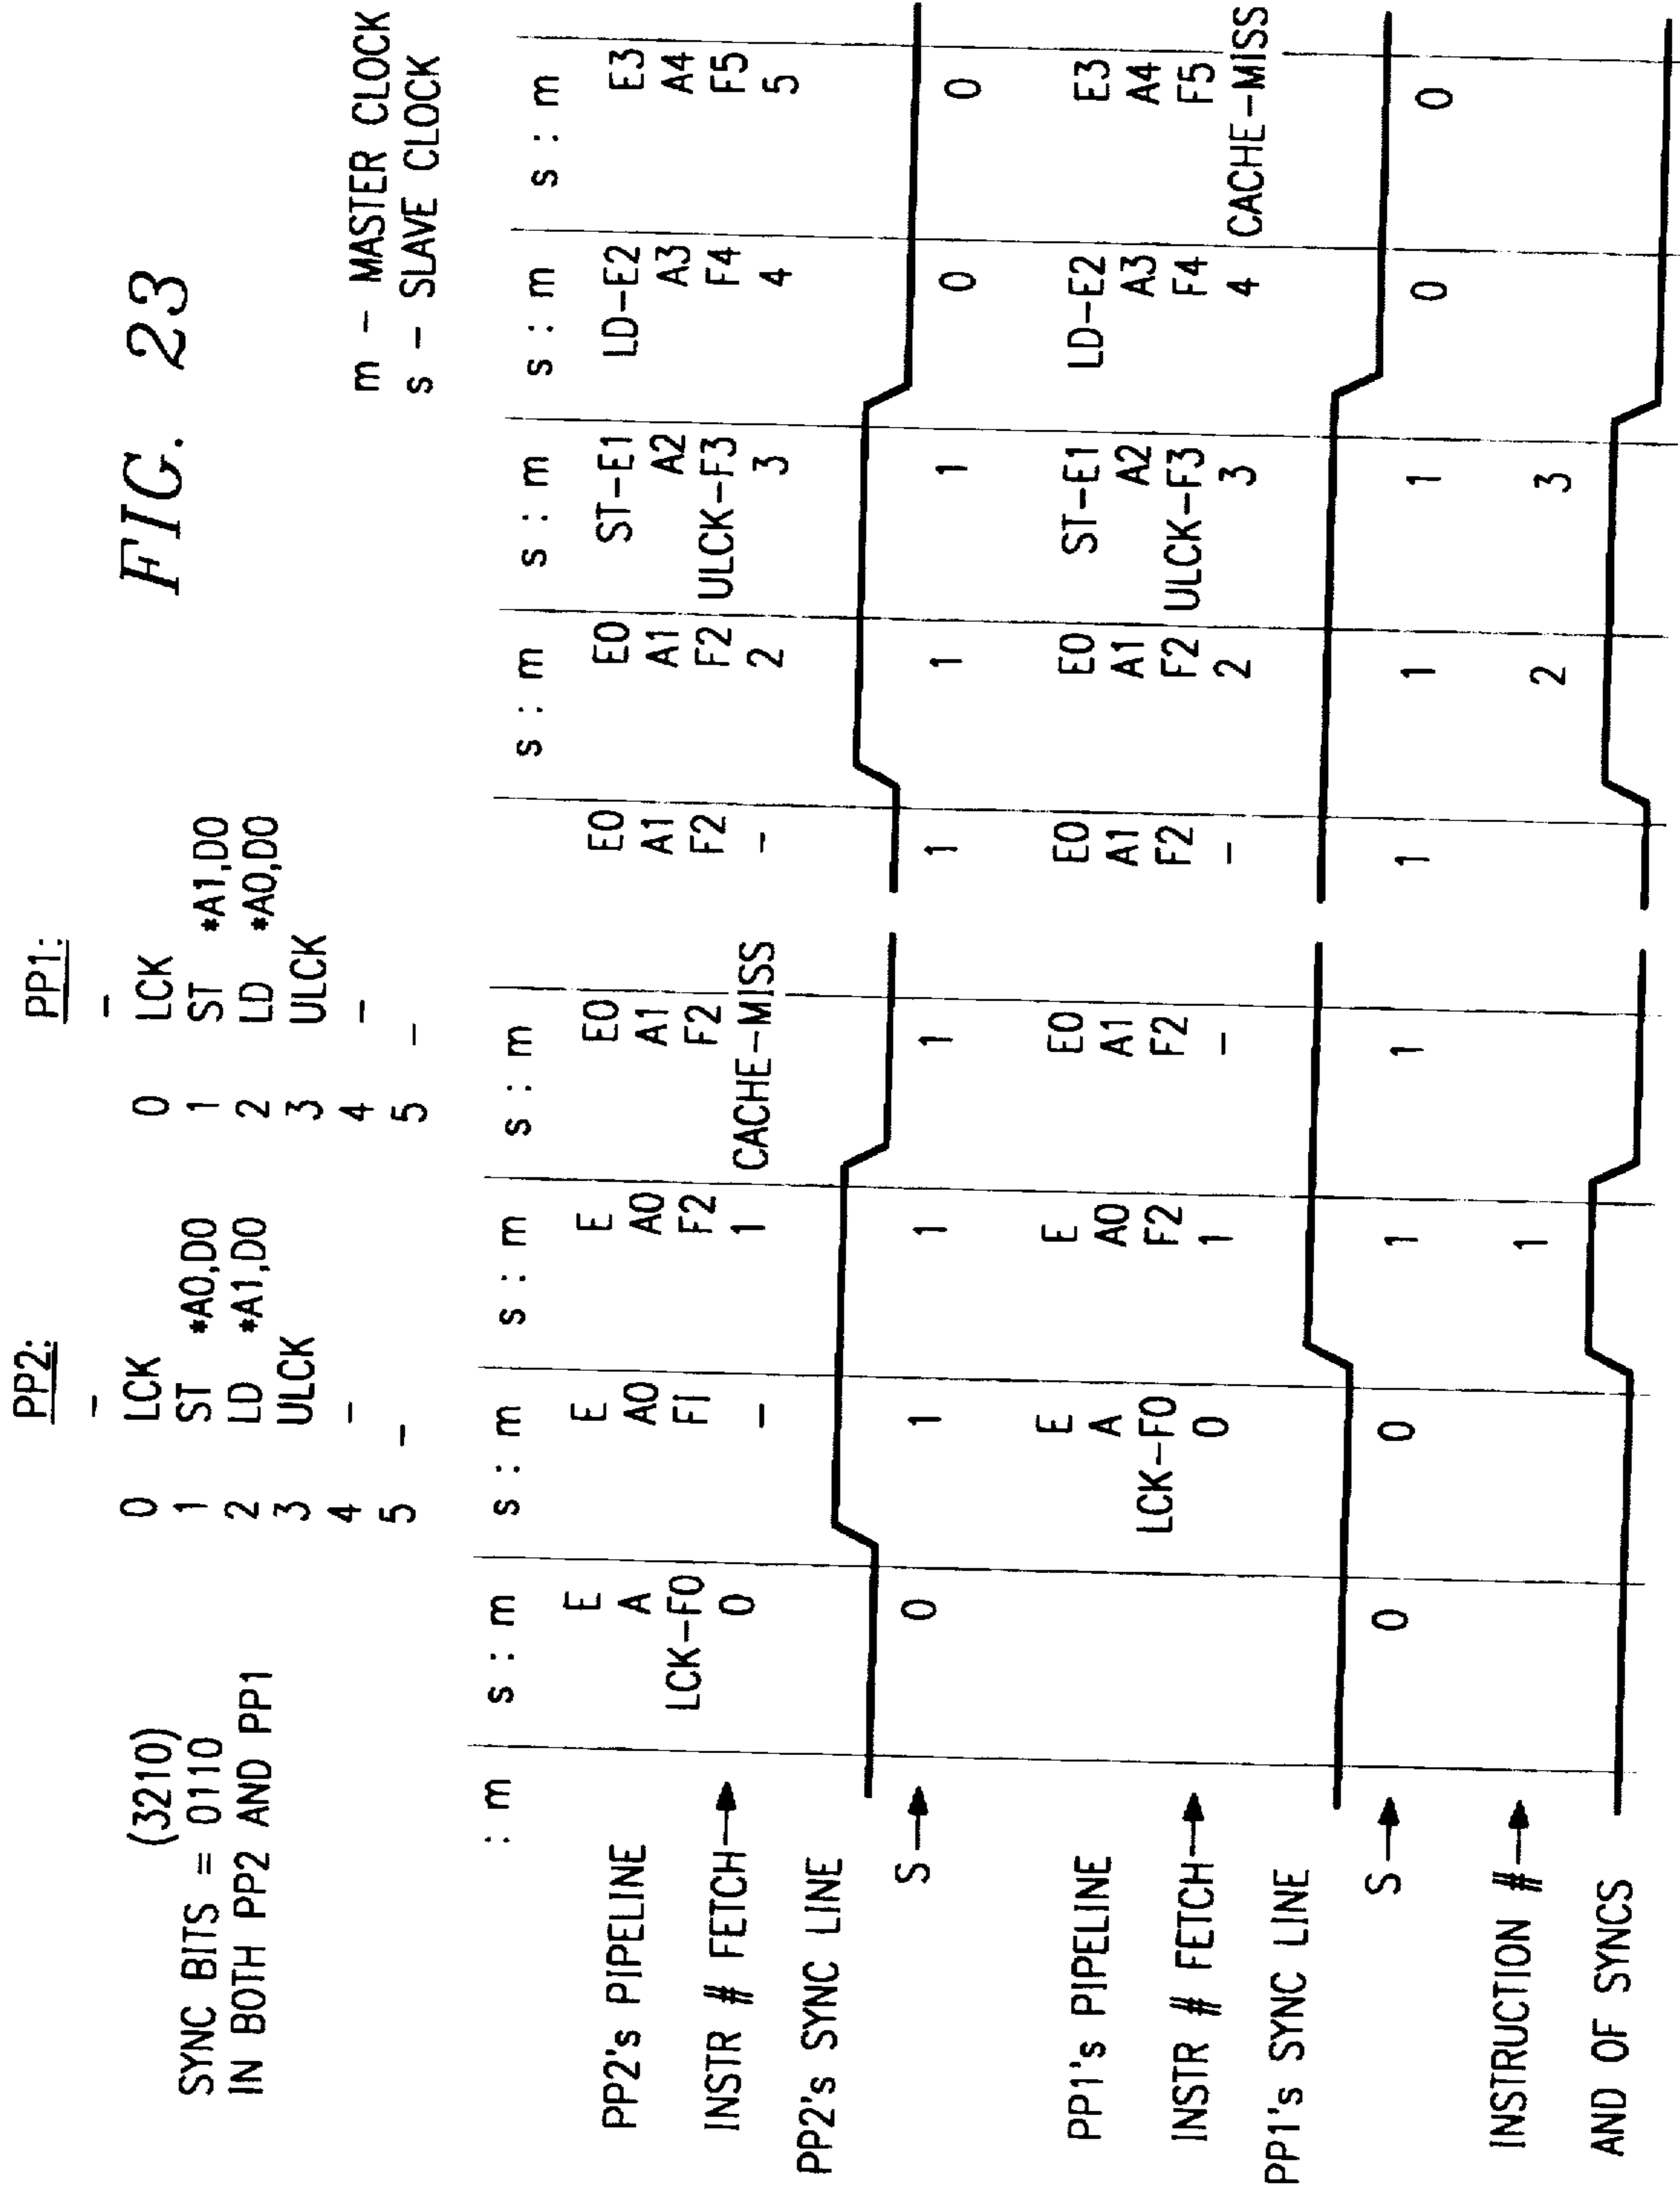 FIG. 23
(3210)
SYNC BITS = 0110
IN BOTH PP2 AND PP1
PP2:
–
0 LCK
1 ST *A0,D0
2 LD *A1,D0
3 ULCK
4 –
5 –
PP1:
–
0 LCK
1 ST *A1,D0
2 LD *A0,D0
3 ULCK
4 –
5 –
m – MASTER CLOCK
s – SLAVE CLOCK
: m s : m s : m s : m s : m s : m s : m s : m s : m
PP2's PIPELINE E E E E0 E0 E0 ST–E1 LD–E2 E3
A A0 A0 A1 A1 A1 A2 A3 A4
LCK–F0 F1 F2 F2 F2 F2 ULCK–F3 F4 F5
INSTR # FETCH 0 – 1 CACHE–MISS – 2 3 4 5
PP2's SYNC LINE
S 0 1 1 1 1 1 1 0 0
PP1's PIPELINE E E E0 E0 E0 ST–E1 LD–E2 E3
A A0 A1 A1 A1 A2 A3 A4
LCK–F0 F2 F2 F2 F2 ULCK–F3 F4 F5
INSTR # FETCH 0 1 – – 2 3 4 CACHE–MISS
PP1's SYNC LINE
S 0 0 1 1 1 1 1 0 0
INSTRUCTION # 1 2 3
AND OF SYNCS